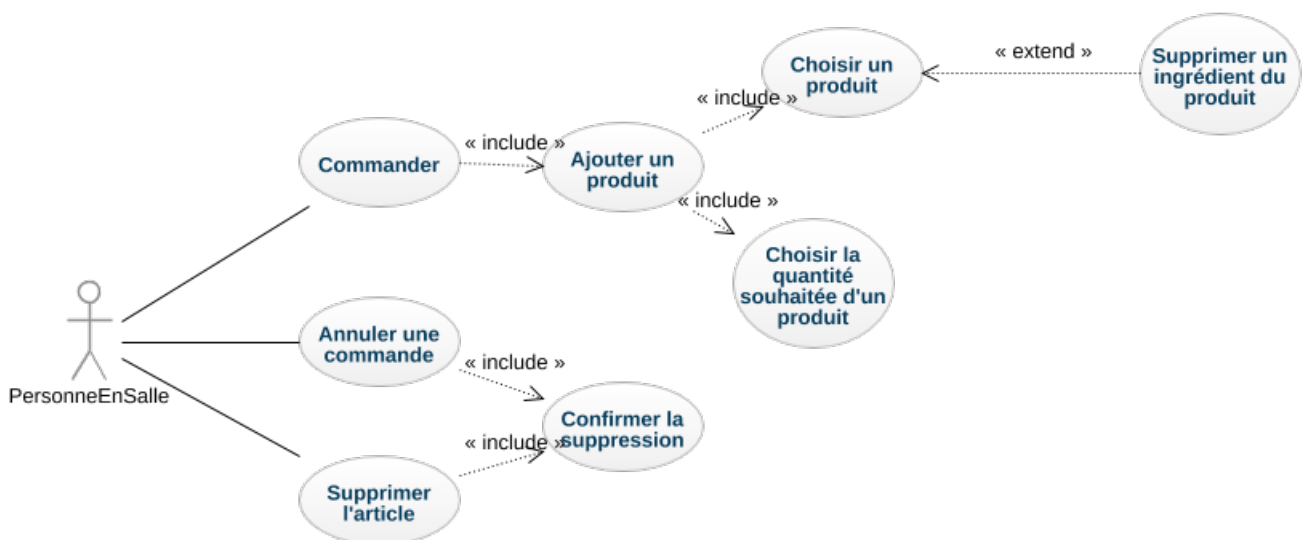 « extend »
Supprimer un
ingrédient du
produit
Choisir un
produit
« include »
« include »
Commander
Ajouter un
produit
« include »
Choisir la
quantité
souhaitée d'un
produit
Annuler une
commande
« include »
PersonneEnSalle
Confirmer la
suppression
« include »
Supprimer
l'article